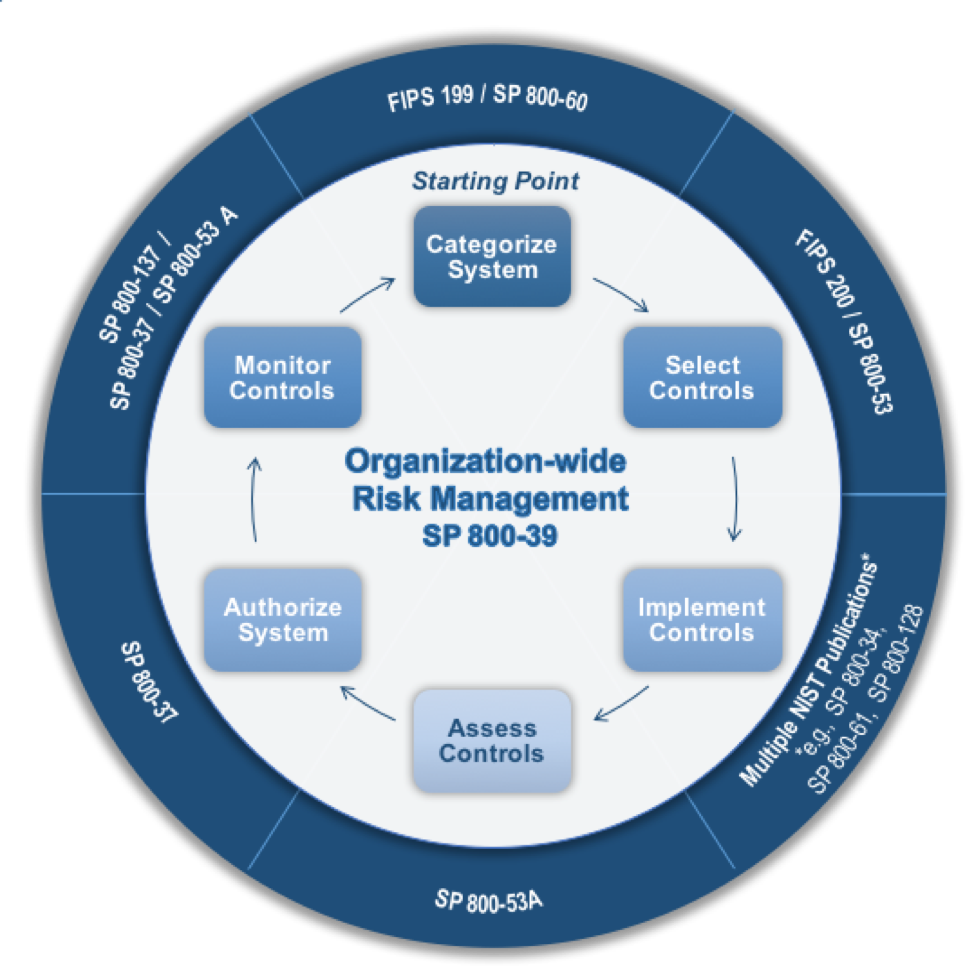 FIPS 199 / SP 800-60
Starting Point
Categorize
System
FIPS 200 / SP 800-53
Select
Controls
Multiple NIST Publications*
*e.g., SP 800-34,
SP 800-61, SP 800-128
Implement
Controls
SP 800-53A
Assess
Controls
SP 800-37
Authorize
System
SP 800-137 /
SP 800-37 / SP 800-53 A
Monitor
Controls
Organization-wide
Risk Management
SP 800-39